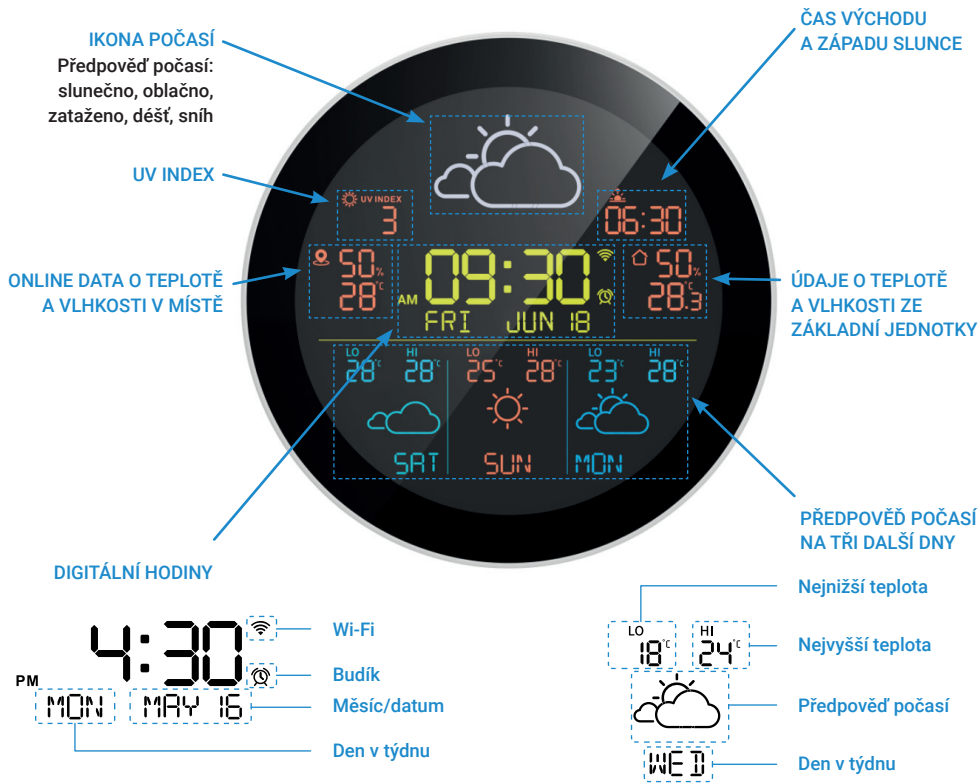 IKONA POČASÍ
Předpověď počasí:
slunečno, oblačno,
zataženo, déšť, sníh
ČAS VÝCHODU
A ZÁPADU SLUNCE
UV INDEX
UV INDEX
3
06:30
ONLINE DATA O TEPLOTĚ
A VLHKOSTI V MÍSTĚ
50%
28°C
AM 09:30
FRI JUN 18
50%
28.3°C
ÚDAJE O TEPLOTĚ
A VLHKOSTI ZE
ZÁKLADNÍ JEDNOTKY
LO HI LO HI LO HI
28°C 28°C 25°C 28°C 23°C 28°C
SAT SUN MON
PŘEDPOVĚĎ POČASÍ
NA TŘI DALŠÍ DNY
DIGITÁLNÍ HODINY
PM 4:30
MON MAY 16
Wi-Fi
Budík
Měsíc/datum
Den v týdnu
Nejnižší teplota
LO HI
18°C 24°C
Nejvyšší teplota
Předpověď počasí
WED
Den v týdnu